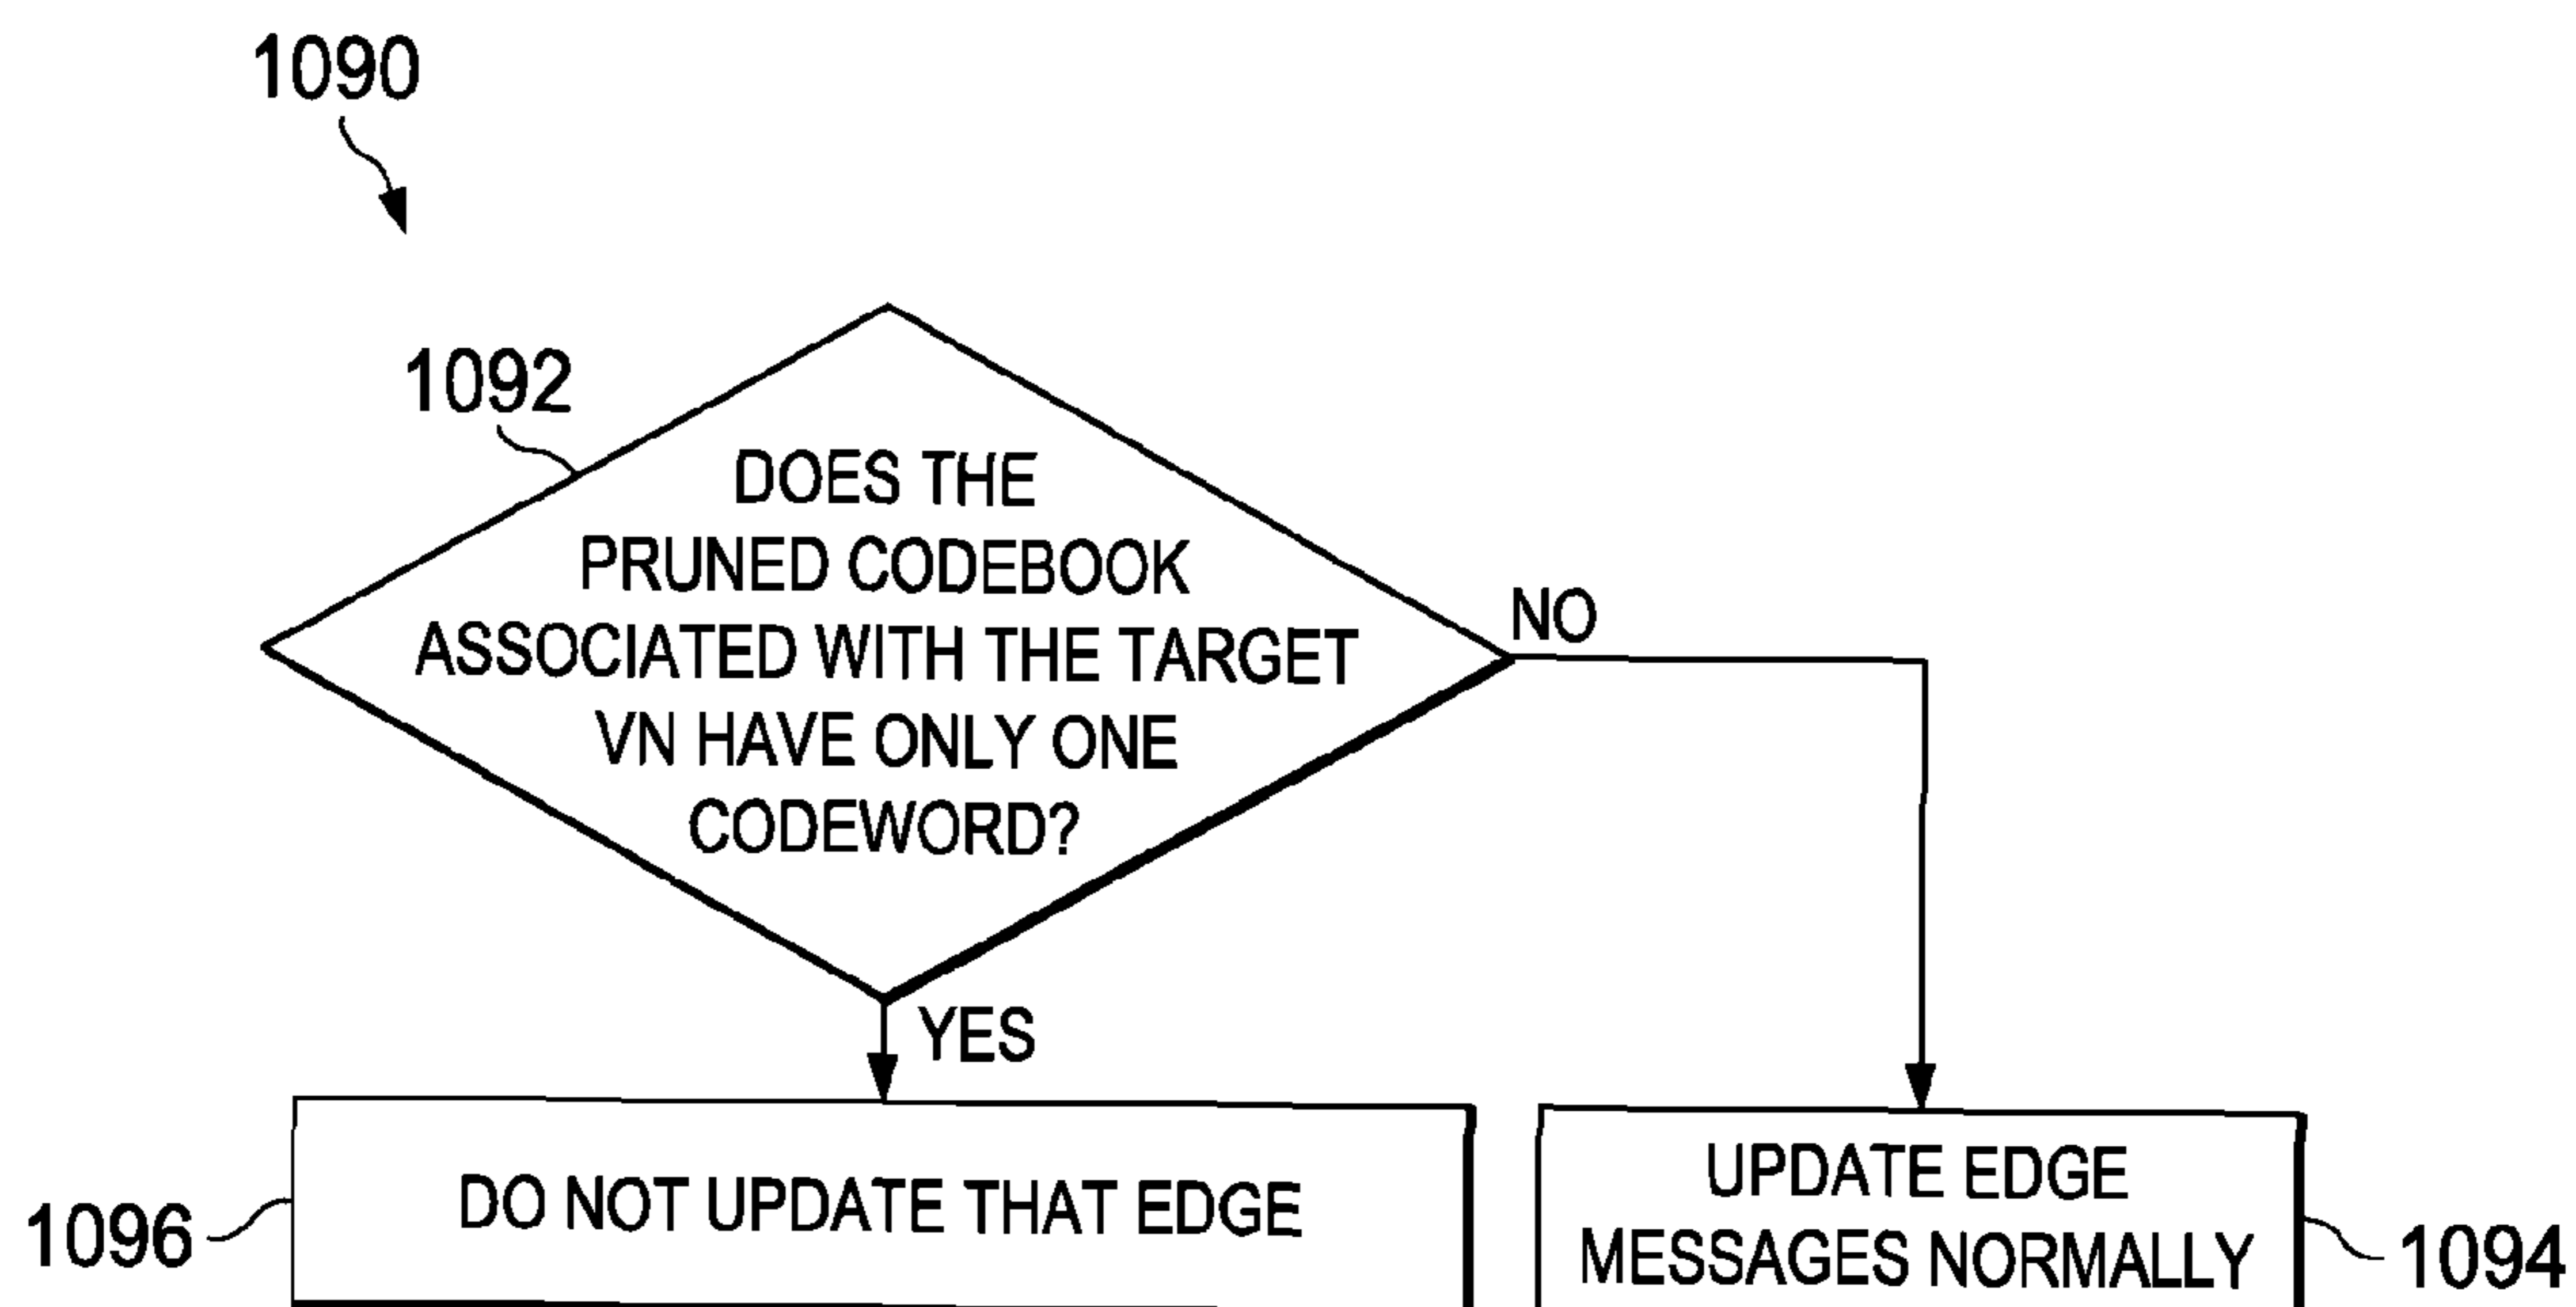 1090
1092
DOES THE
PRUNED CODEBOOK
ASSOCIATED WITH THE TARGET
VN HAVE ONLY ONE
CODEWORD?
NO
YES
1096
DO NOT UPDATE THAT EDGE
UPDATE EDGE
MESSAGES NORMALLY
1094